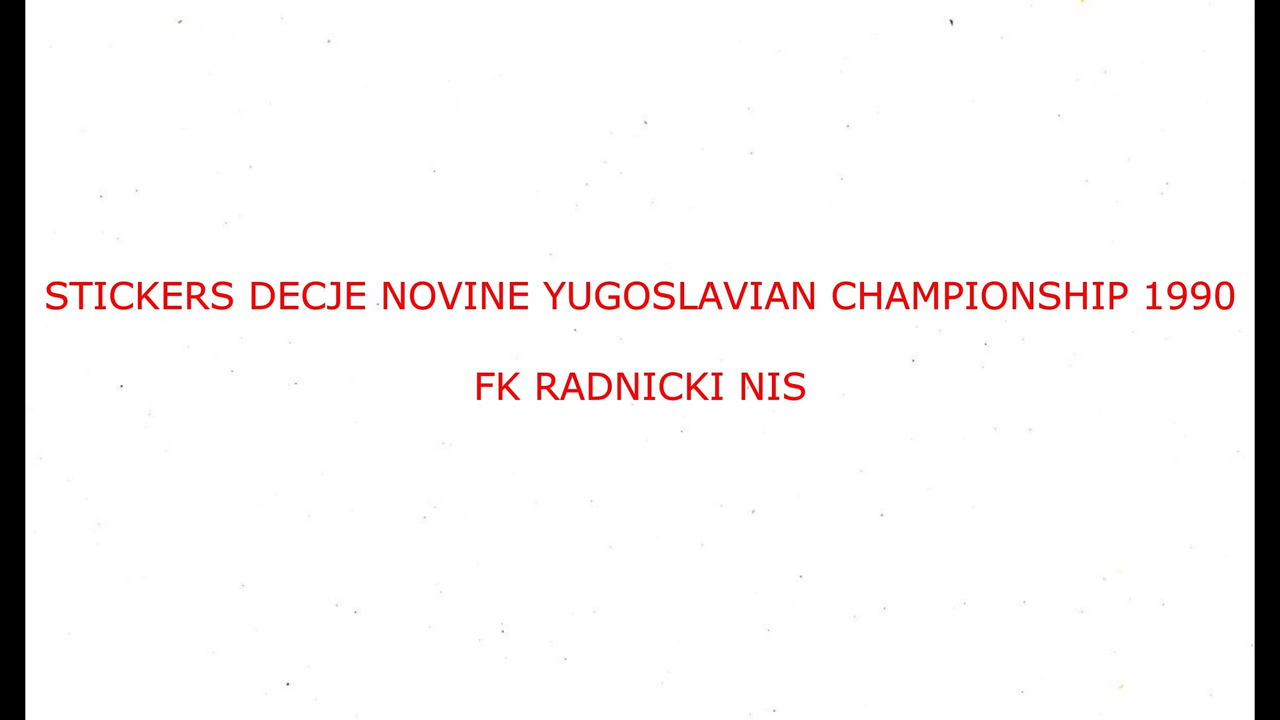 STICKERS DECJE NOVINE YUGOSLAVIAN CHAMPIONSHIP 1990
FK RADNICKI NIS